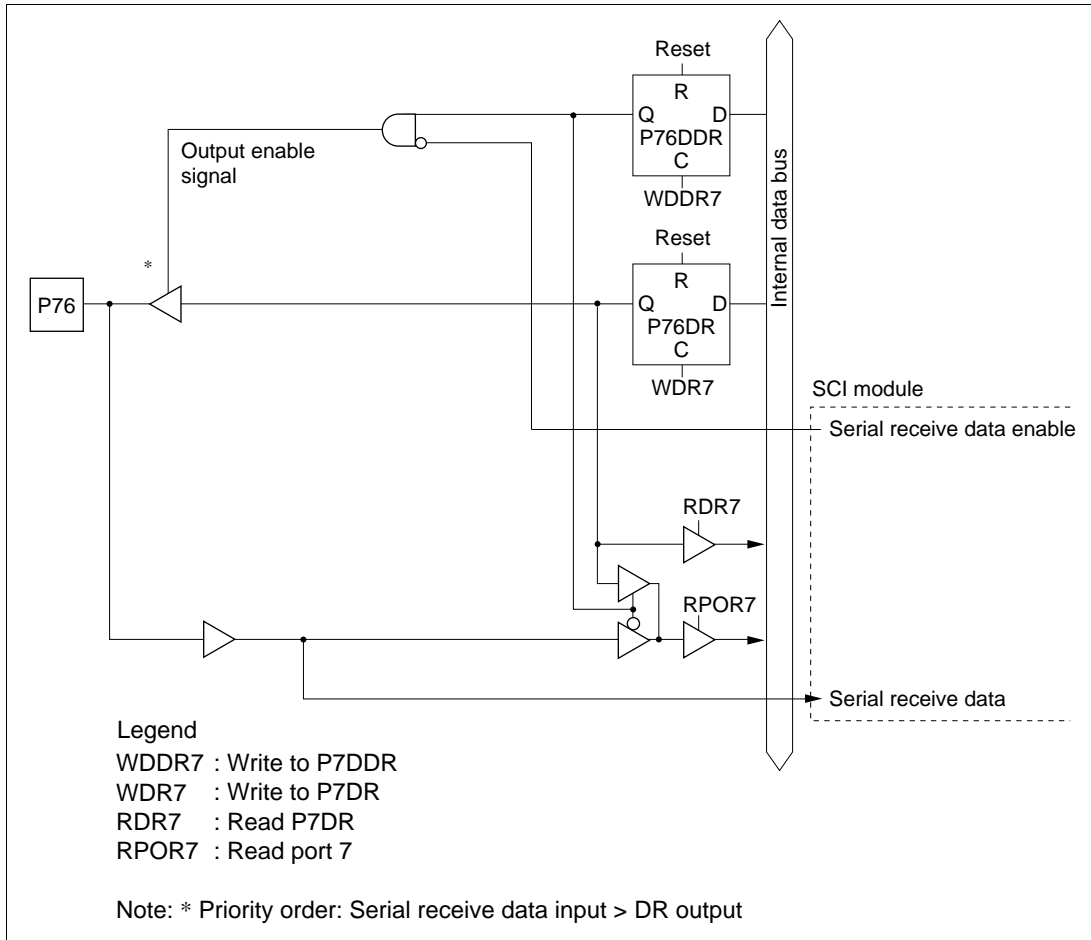 Reset
R
Q D
P76DDR
C
WDDR7
Output enable
signal
Internal data bus
Reset
R
Q D
P76DR
C
WDR7
*
P76
SCI module
Serial receive data enable
RDR7
RPOR7
Serial receive data
Legend
WDDR7 : Write to P7DDR
WDR7 : Write to P7DR
RDR7 : Read P7DR
RPOR7 : Read port 7
Note: * Priority order: Serial receive data input > DR output